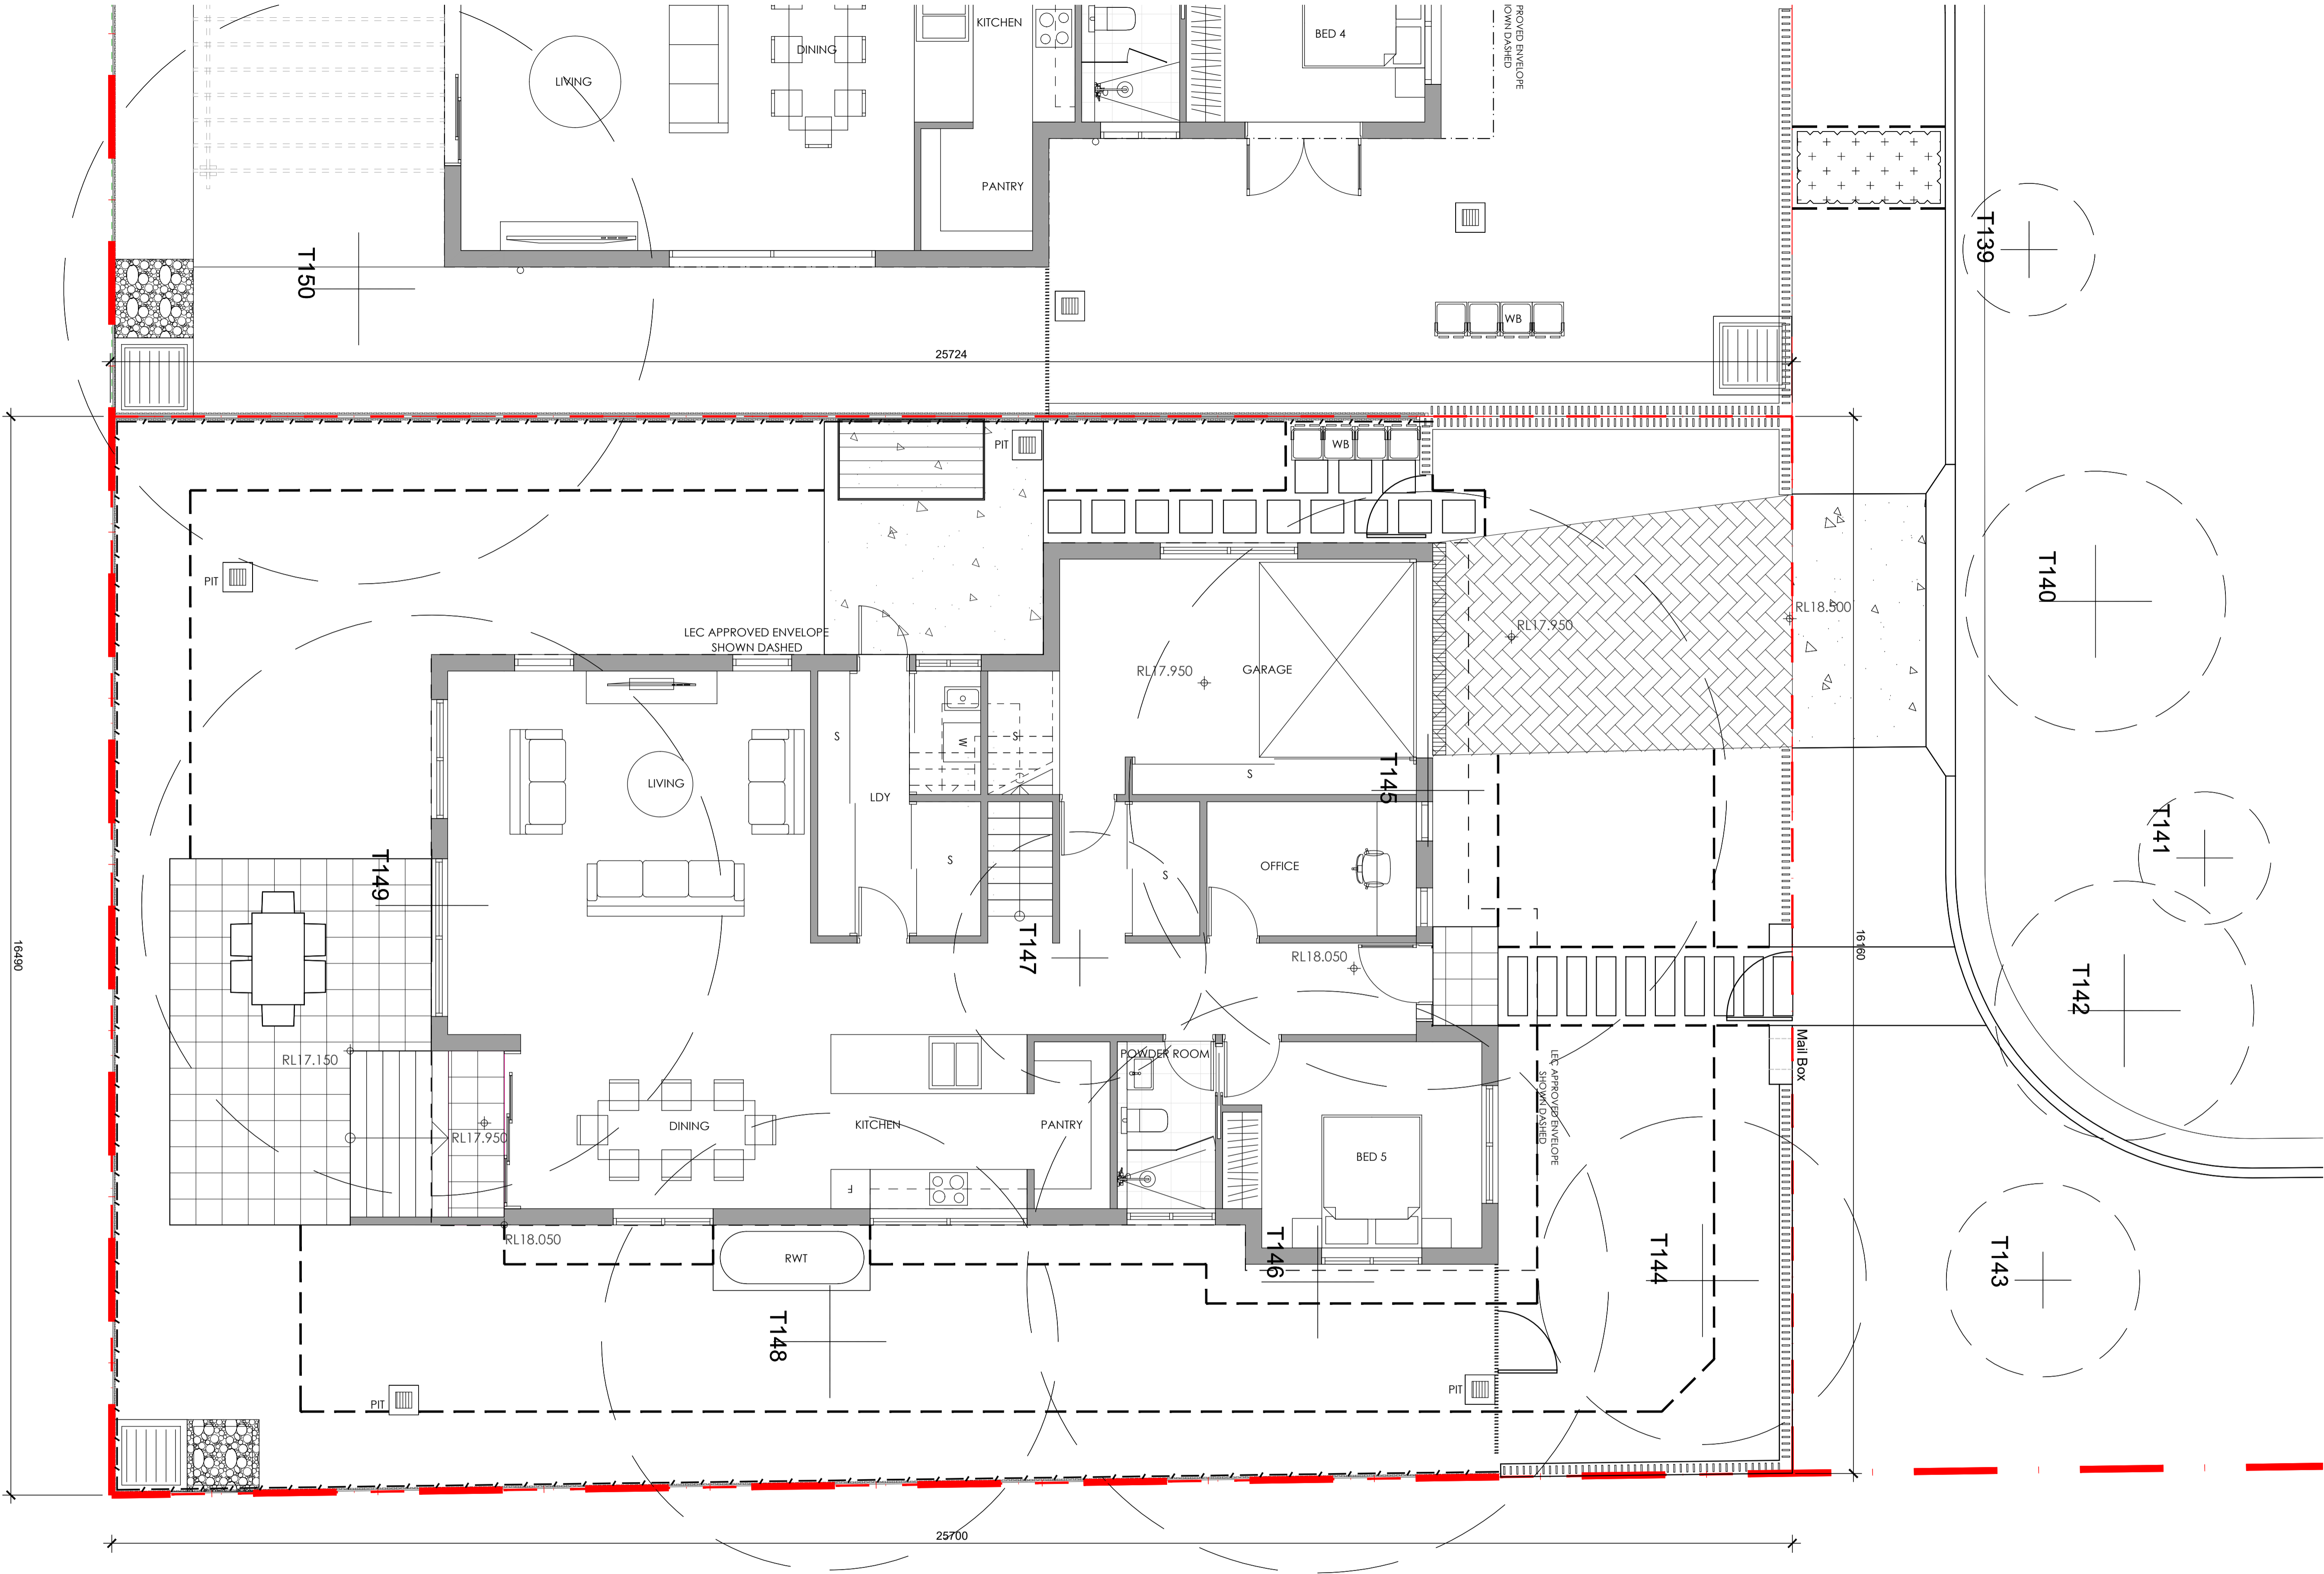 KITCHEN
DINING
LIVING
BED 4
PROVED ENVELOPE
OWN DASHED
PANTRY
T150
T139
WB
25724
PIT
WB
PIT
T140
LEC APPROVED ENVELOPE
SHOWN DASHED
RL18.500
RL17.950
RL17.950
GARAGE
S
S
W
S
T145
LIVING
LDY
T141
T149
S
S
OFFICE
16490
T147
RL18.050
16160
T142
RL17.150
POWDER ROOM
LEC APPROVED ENVELOPE
SHOWN DASHED
Mail Box
RL17.950
DINING
KITCHEN
PANTRY
BED 5
F
RL18.050
RWT
T146
T144
T143
T148
PIT
PIT
25700